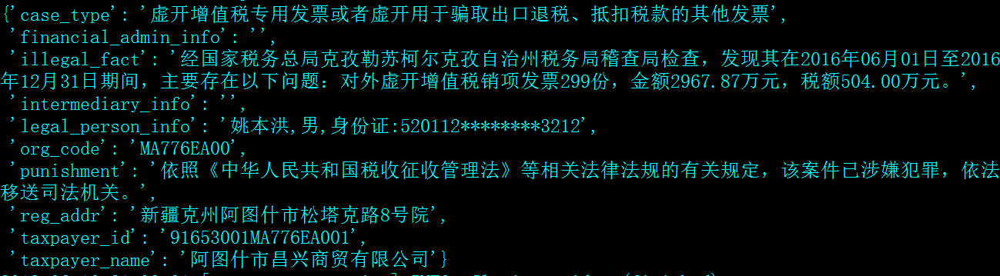 {'case_type': '虚开增值税专用发票或者虚开用于骗取出口退税、抵扣税款的其他发票',
'financial_admin_info': '',
'illegal_fact': '经国家税务总局克孜勒苏柯尔克孜自治州税务局稽查局检查，发现其在2016年06月01日至2016
年12月31日期间，主要存在以下问题：对外虚开增值税销项发票299份，金额2967.87万元，税额504.00万元。',
'intermediary_info': '',
'legal_person_info': '姚本洪,男,身份证:520112********3212',
'org_code': 'MA776EA00',
'punishment': '依照《中华人民共和国税收征收管理法》等相关法律法规的有关规定，该案件已涉嫌犯罪，依法
移送司法机关。',
'reg_addr': '新疆克州阿图什市松塔克路8号院',
'taxpayer_id': '91653001MA776EA001',
'taxpayer_name': '阿图什市昌兴商贸有限公司'}